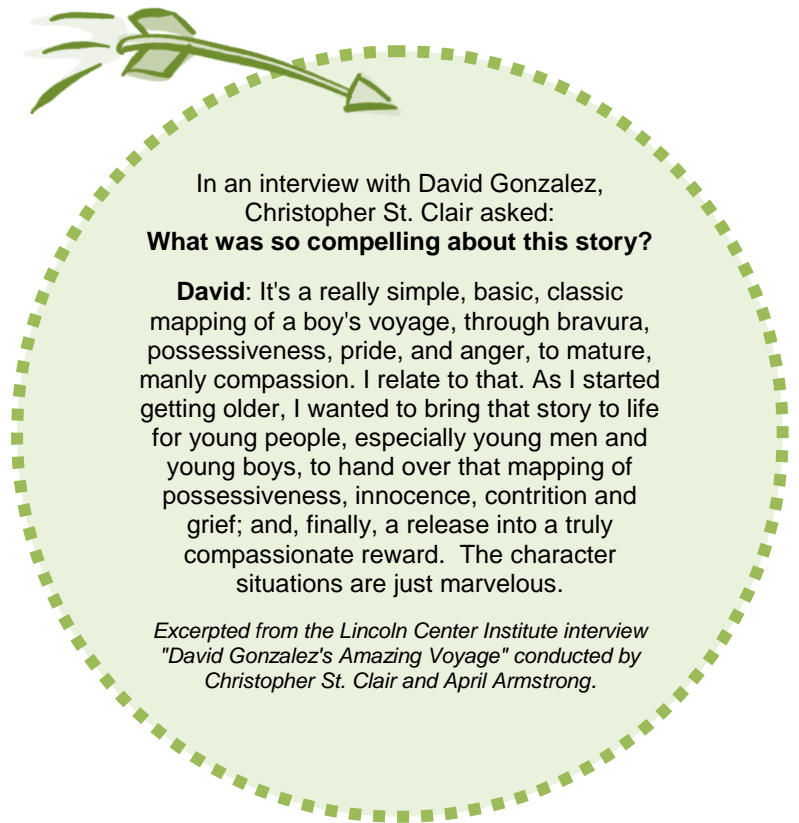 In an interview with David Gonzalez,
Christopher St. Clair asked:
What was so compelling about this story?
David: It's a really simple, basic, classic
mapping of a boy's voyage, through bravura,
possessiveness, pride, and anger, to mature,
manly compassion. I relate to that. As I started
getting older, I wanted to bring that story to life
for young people, especially young men and
young boys, to hand over that mapping of
possessiveness, innocence, contrition and
grief; and, finally, a release into a truly
compassionate reward.  The character
situations are just marvelous.
Excerpted from the Lincoln Center Institute interview
"David Gonzalez's Amazing Voyage" conducted by
Christopher St. Clair and April Armstrong.